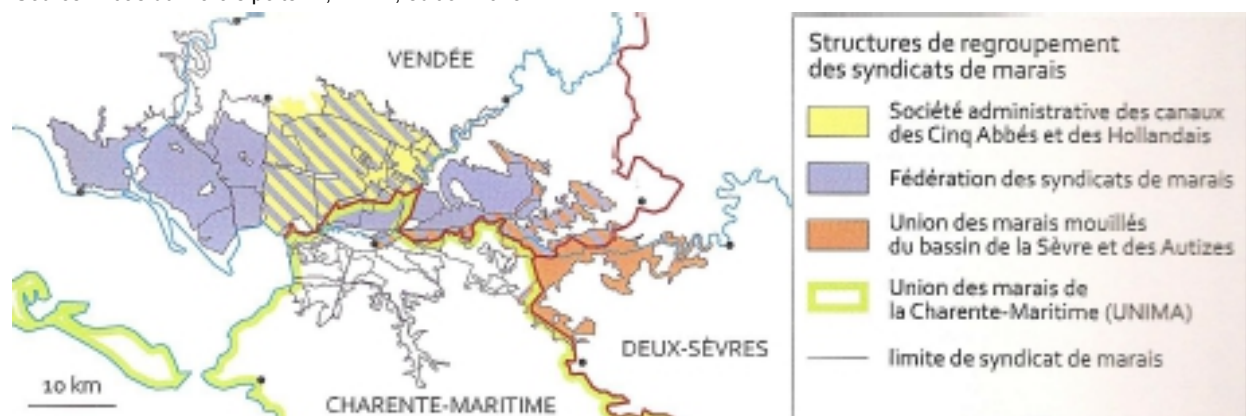 VENDÉE
DEUX-SÈVRES
10 km
CHARENTE-MARITIME
Structures de regroupement
des syndicats de marais
Société administrative des canaux
des Cinq Abbés et des Hollandais
Fédération des syndicats de marais
Union des marais mouillés
du bassin de la Sèvre et des Autizes
Union des marais de
la Charente-Maritime (UNIMA)
limite de syndicat de marais